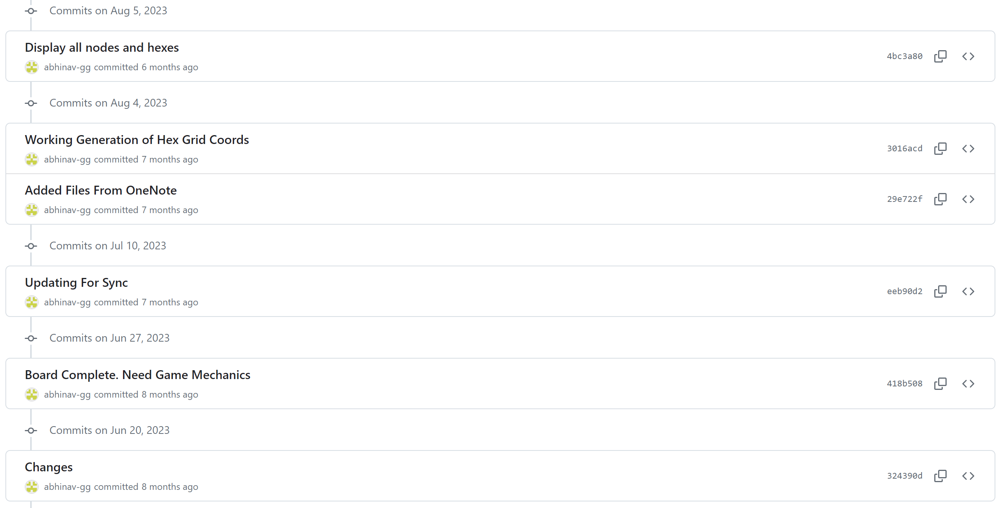 Commits on Aug 5, 2023
Display all nodes and hexes
4bc3a80
abhinav-gg committed 6 months ago
Commits on Aug 4, 2023
Working Generation of Hex Grid Coords
3016acd
abhinav-gg committed 7 months ago
Added Files From OneNote
29e722f
abhinav-gg committed 7 months ago
Commits on Jul 10, 2023
Updating For Sync
eeb90d2
abhinav-gg committed 7 months ago
Commits on Jun 27, 2023
Board Complete. Need Game Mechanics
418b508
abhinav-gg committed 8 months ago
Commits on Jun 20, 2023
Changes
324390d
abhinav-gg committed 8 months ago